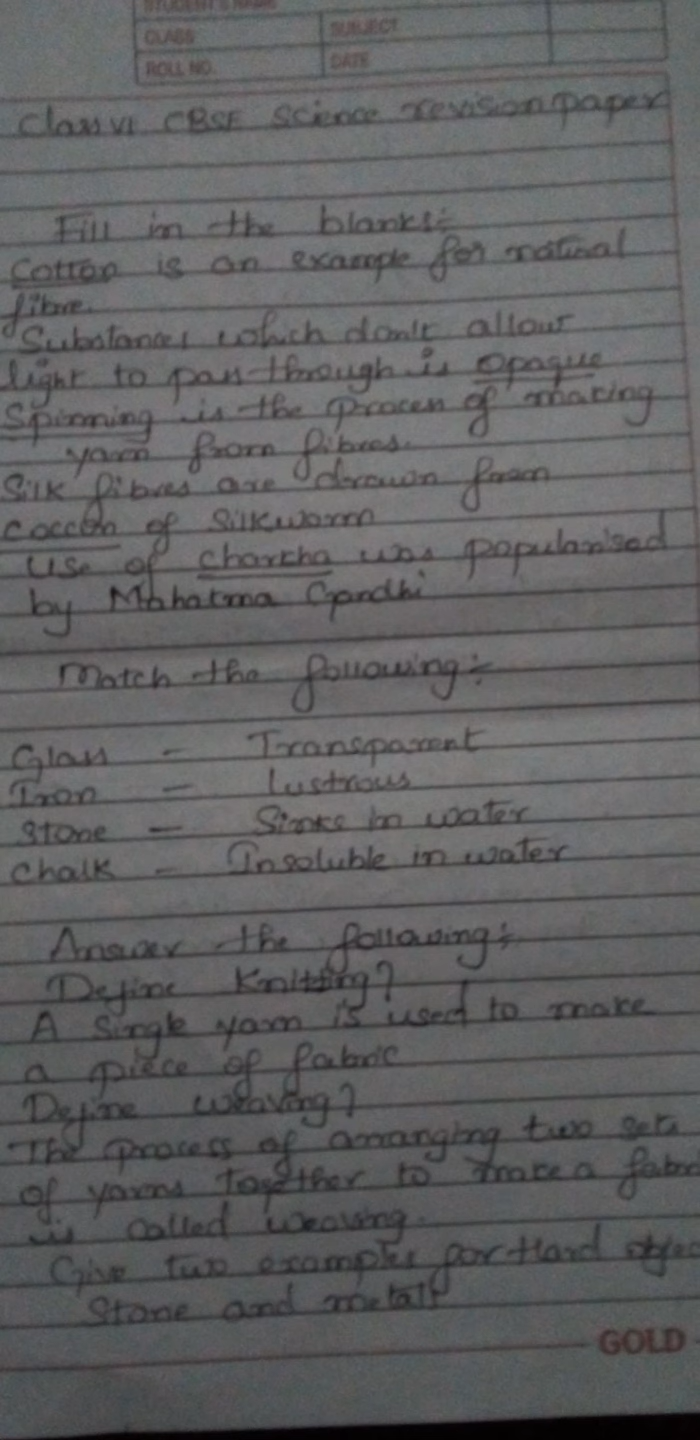 STUDENT'S NAME
CLASS SUBJECT
ROLL NO. DATE
Class VI CBSE Science revision paper
Fill in the blanks:
Cotton is an example for natural
fibre.
Substances which don't allow
light to pass through is opaque
Spinning is the process of making
yarn from fibres.
Silk fibres are drawn from
coccon of silkworm
Use of charkha was popularised
by Mahatma Gandhi
Match the following:
Glass - Transparent
Iron - lustrous
Stone - Sinks in water
Chalk - Insoluble in water
Answer the following:
Define Knitting?
A single yarn is used to make
a piece of fabric
Define weaving?
The process of arranging two sets
of yarns together to make a fabric
is called weaving.
Give two examples for Hard objec
Stone and metal
GOLD